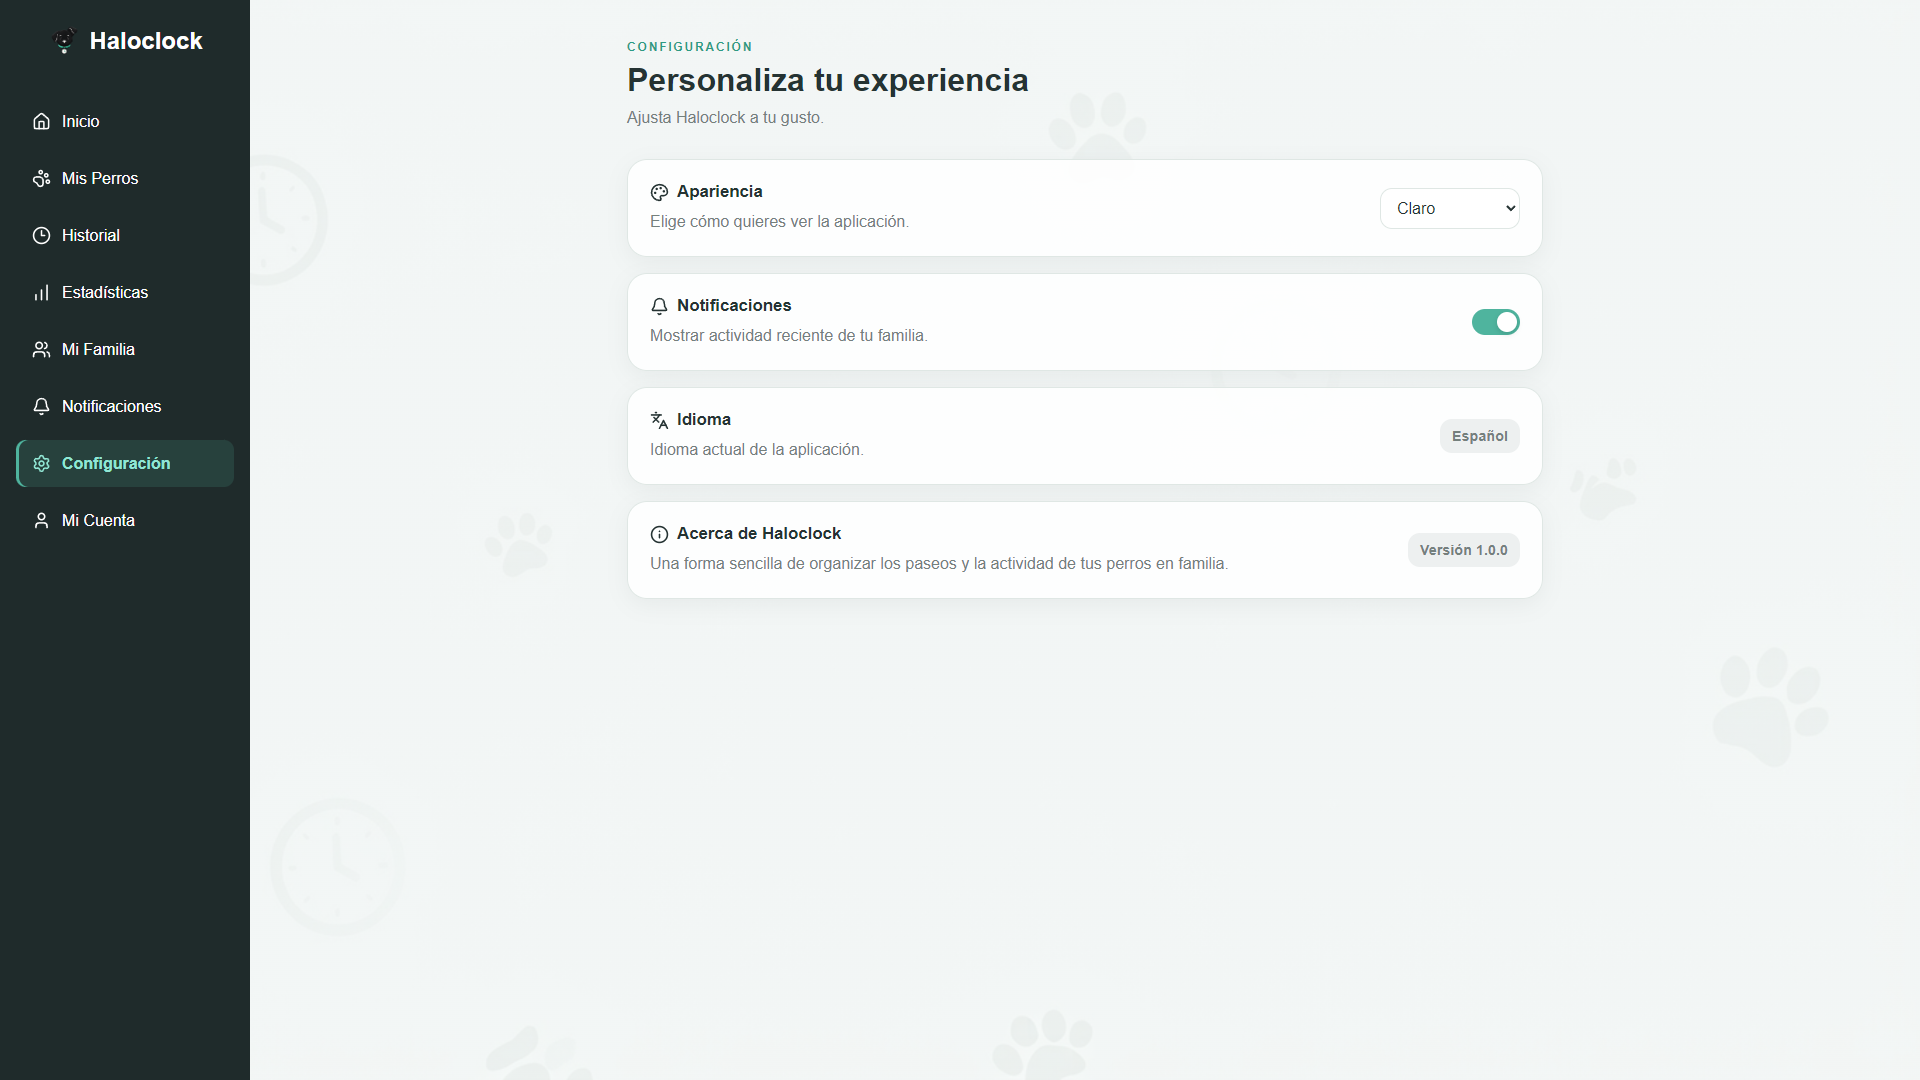 Haloclock
Inicio
Mis Perros
Historial
Estadísticas
Mi Familia
Notificaciones
Configuración
Mi Cuenta
CONFIGURACIÓN
Personaliza tu experiencia
Ajusta Haloclock a tu gusto.
Apariencia
Elige cómo quieres ver la aplicación.
Claro
Notificaciones
Mostrar actividad reciente de tu familia.
Idioma
Idioma actual de la aplicación.
Español
Acerca de Haloclock
Una forma sencilla de organizar los paseos y la actividad de tus perros en familia.
Versión 1.0.0